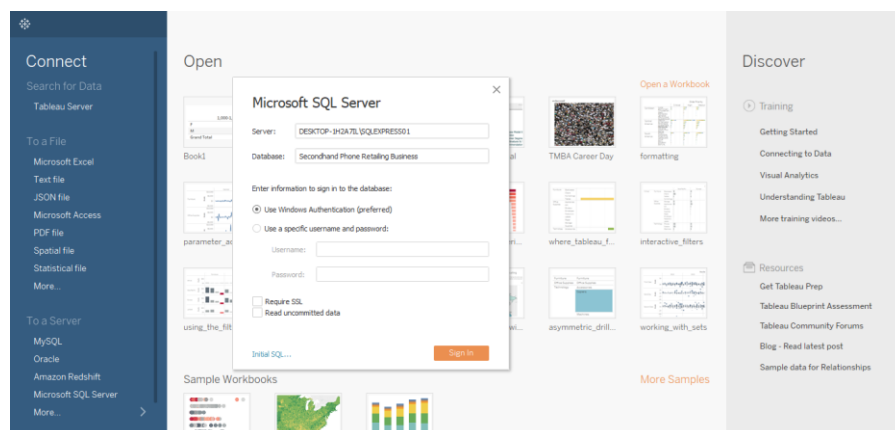 Connect
Search for Data
Tableau Server
To a File
Microsoft Excel
Text file
JSON file
Microsoft Access
PDF file
Spatial file
Statistical file
More...
To a Server
MySQL
Oracle
Amazon Redshift
Microsoft SQL Server
More...
Open
Open a Workbook
Book1
TMBA Career Day
formatting
where_tableau_f...
interactive_filters
asymmetric_drill...
working_with_sets
Microsoft SQL Server
Server: DESKTOP-1H2A7IL\SQLEXPRESS01
Database: Secondhand Phone Retailing Business
Enter information to sign in to the database:
Use Windows Authentication (preferred)
Use a specific username and password:
Username:
Password:
Require SSL
Read uncommitted data
Initial SQL...
Sign In
Sample Workbooks
More Samples
Discover
Training
Getting Started
Connecting to Data
Visual Analytics
Understanding Tableau
More training videos...
Resources
Get Tableau Prep
Tableau Blueprint Assessment
Tableau Community Forums
Blog - Read latest post
Sample data for Relationships